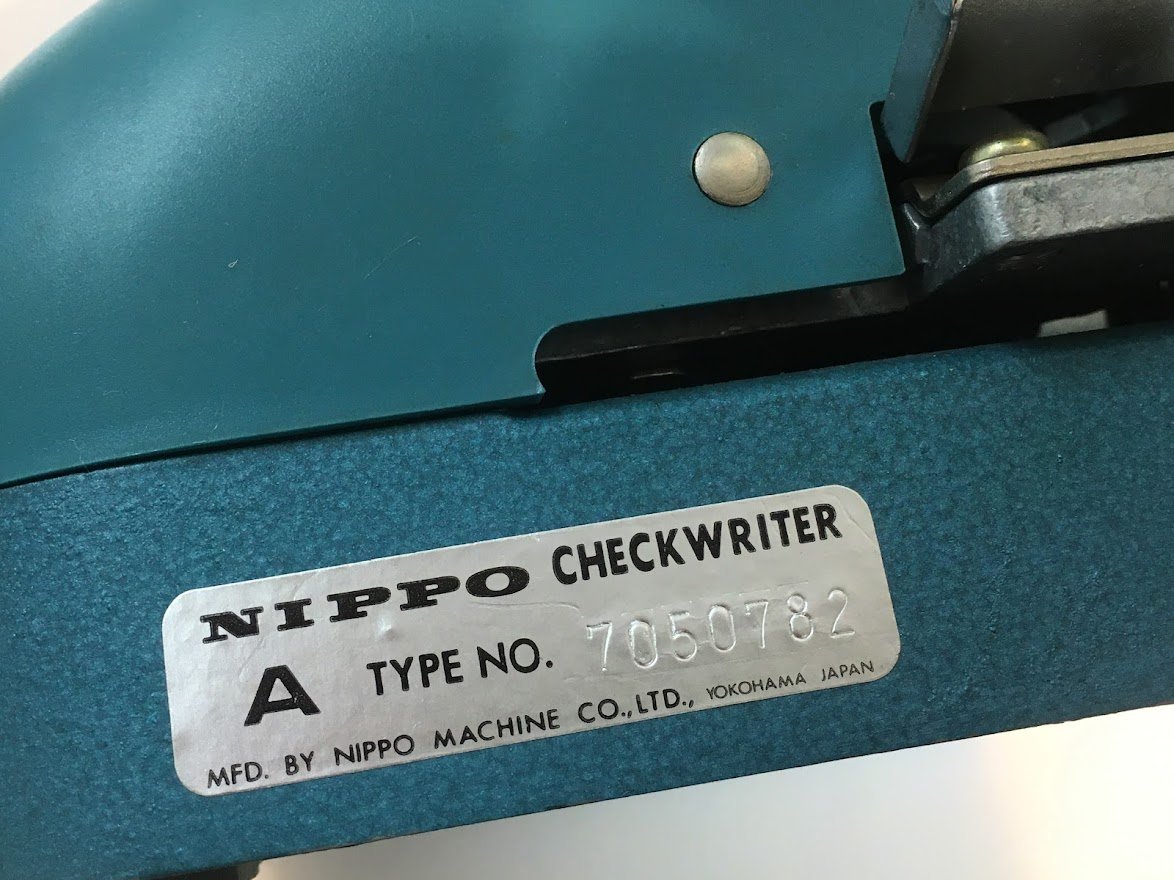 NIPPO CHECKWRITER
A TYPE NO. 7050782
MFD. BY NIPPO MACHINE CO.,LTD., YOKOHAMA JAPAN